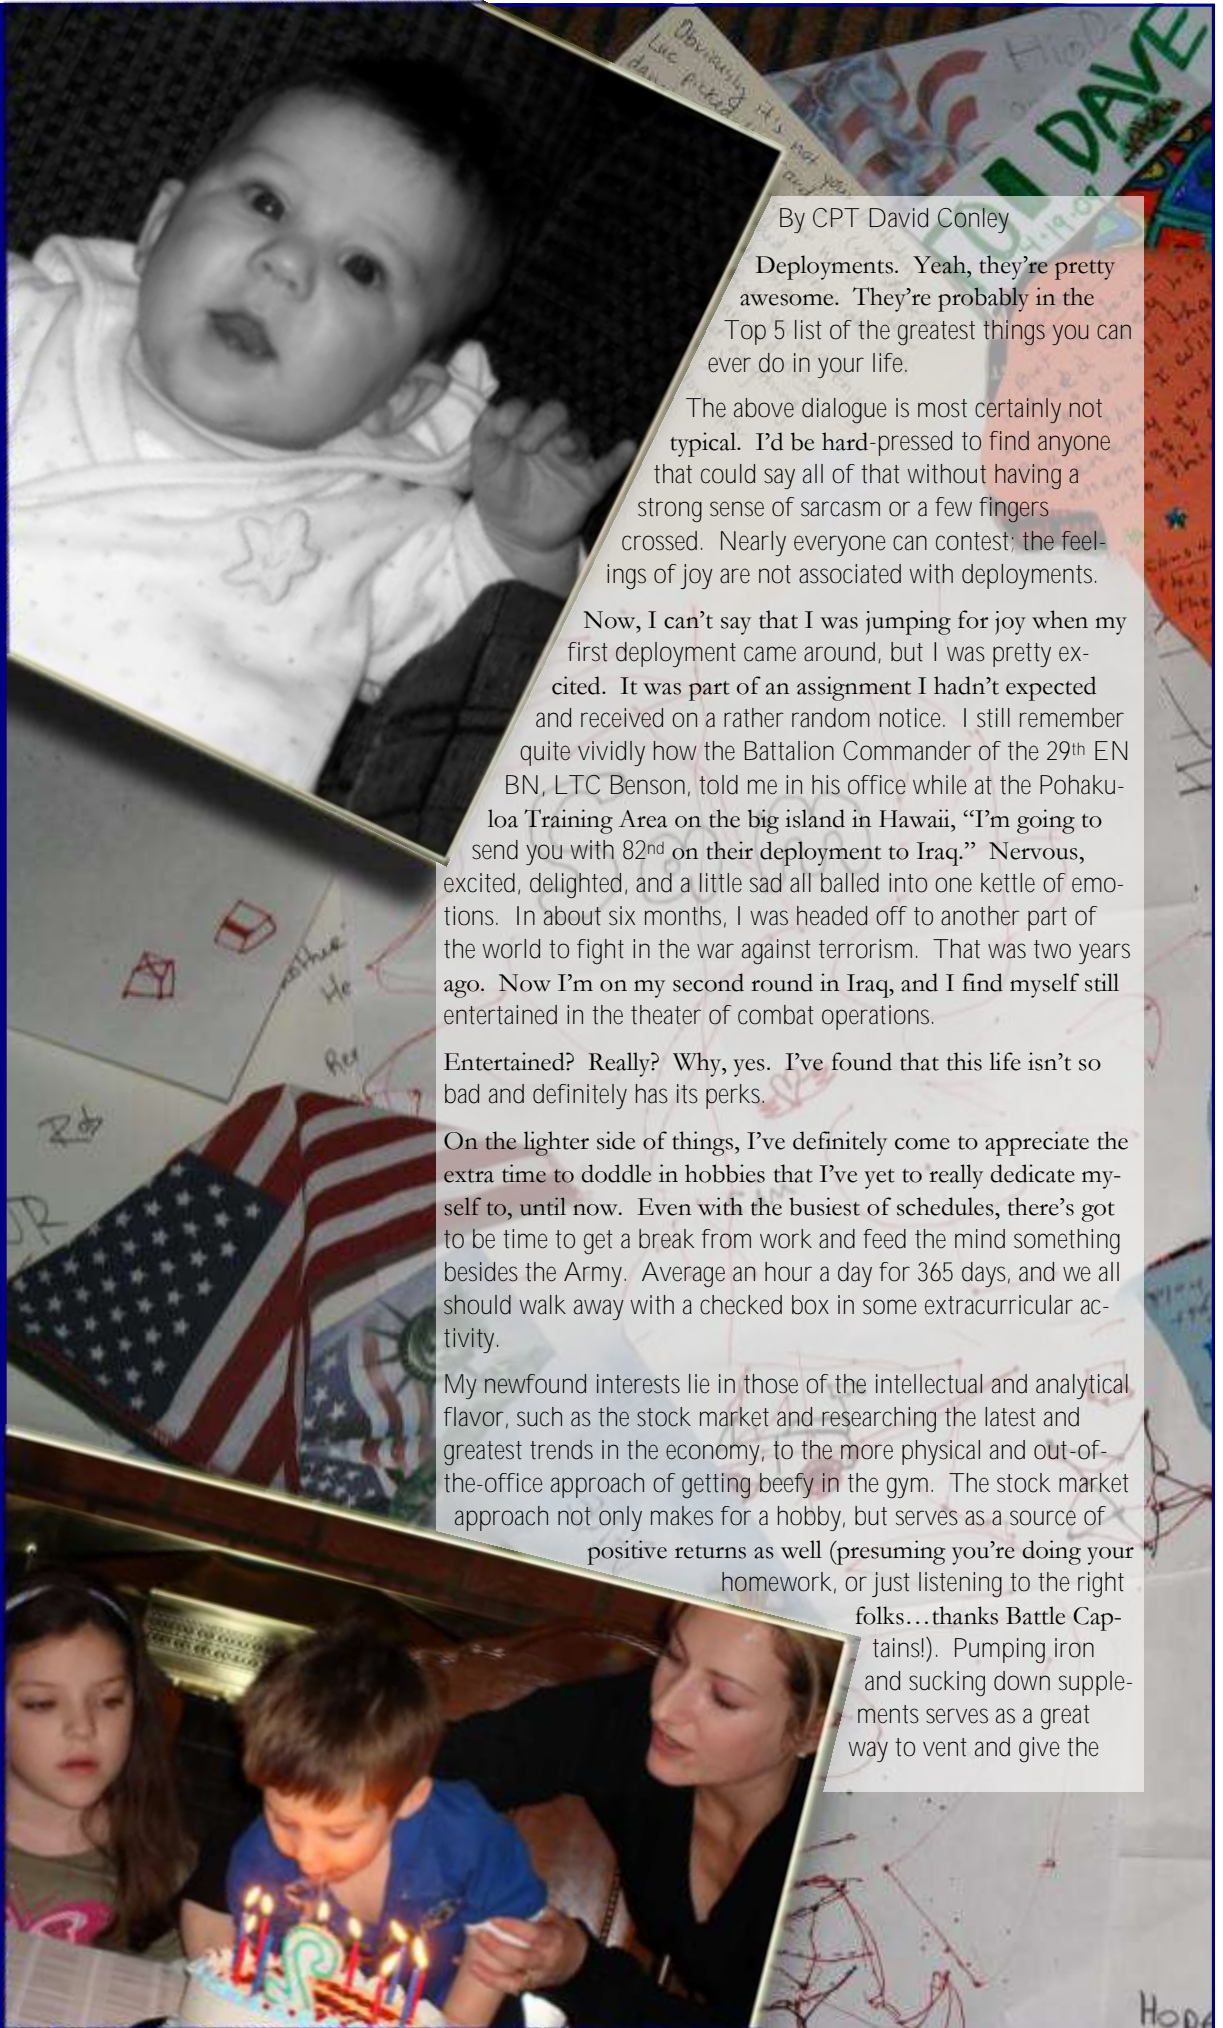 Obviously it's
Luc picked
not
and
DAVE
4.19.0
By CPT David Conley
Deployments.  Yeah, they're pretty
awesome.  They're probably in the
Top 5 list of the greatest things you can
ever do in your life.
The above dialogue is most certainly not
typical.  I'd be hard-pressed to find anyone
that could say all of that without having a
strong sense of sarcasm or a few fingers
crossed.  Nearly everyone can contest; the feel-
ings of joy are not associated with deployments.
Now, I can't say that I was jumping for joy when my
first deployment came around, but I was pretty ex-
cited.  It was part of an assignment I hadn't expected
and received on a rather random notice.  I still remember
quite vividly how the Battalion Commander of the 29th EN
BN, LTC Benson, told me in his office while at the Pohaku-
loa Training Area on the big island in Hawaii, “I'm going to
send you with 82nd on their deployment to Iraq.”  Nervous,
excited, delighted, and a little sad all balled into one kettle of emo-
tions.  In about six months, I was headed off to another part of
the world to fight in the war against terrorism.  That was two years
ago.  Now I'm on my second round in Iraq, and I find myself still
entertained in the theater of combat operations.
Entertained?  Really?  Why, yes.  I've found that this life isn't so
bad and definitely has its perks.
On the lighter side of things, I've definitely come to appreciate the
extra time to doddle in hobbies that I've yet to really dedicate my-
self to, until now.  Even with the busiest of schedules, there's got
to be time to get a break from work and feed the mind something
besides the Army.  Average an hour a day for 365 days, and we all
should walk away with a checked box in some extracurricular ac-
tivity.
My newfound interests lie in those of the intellectual and analytical
flavor, such as the stock market and researching the latest and
greatest trends in the economy, to the more physical and out-of-
the-office approach of getting beefy in the gym.  The stock market
approach not only makes for a hobby, but serves as a source of
positive returns as well (presuming you're doing your
homework, or just listening to the right
folks…thanks Battle Cap-
tains!).  Pumping iron
and sucking down supple-
ments serves as a great
way to vent and give the
Sam
He
Rob
JR
Hope